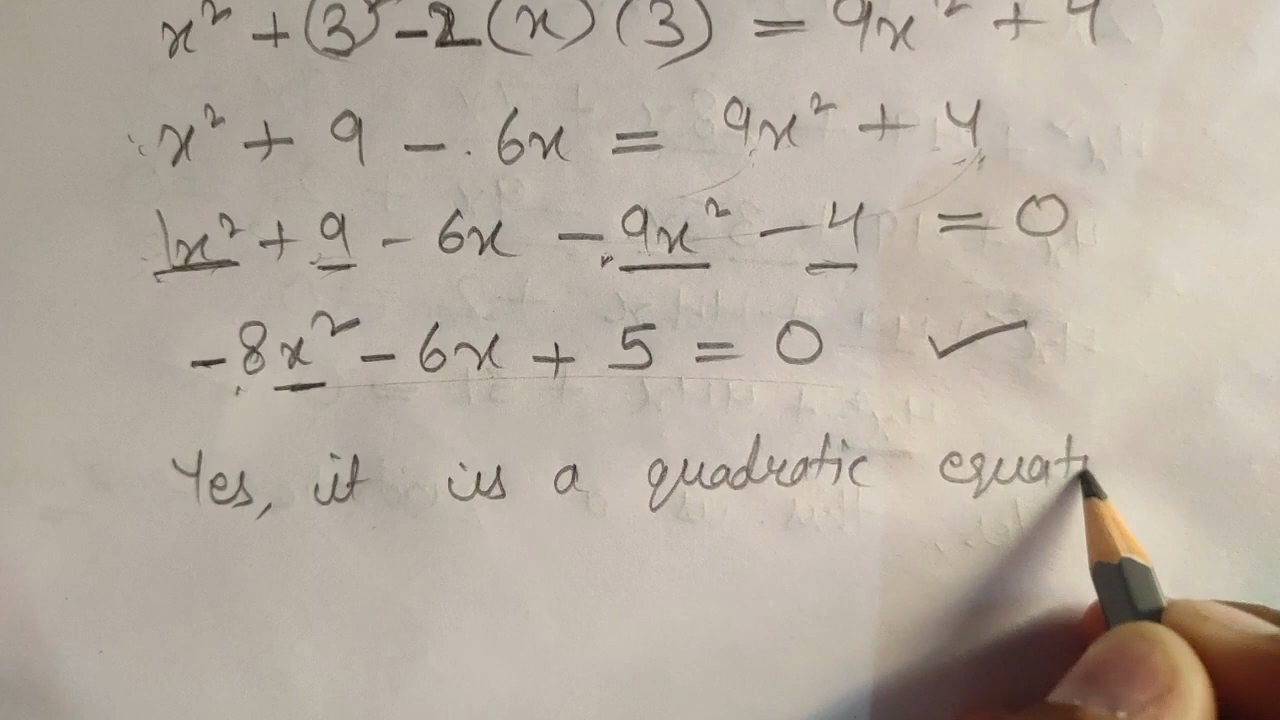 x² + (3)² - 2(x)(3) = 9x² + 4
x² + 9 - 6x = 9x² + 4
1x² + 9 - 6x - 9x² - 4 = 0
-8x² - 6x + 5 = 0 ✓
Yes, it is a quadratic equati